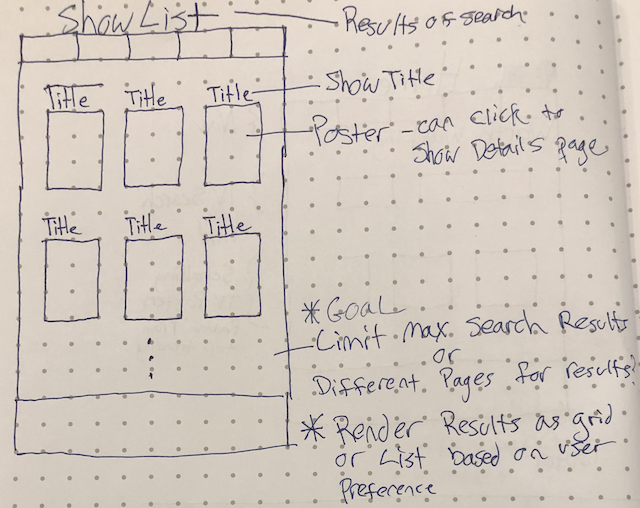 Show List
Results of search
Title Title Title
Show Title
Poster - can click to
Show Details page
Title Title Title
* GOAL
Limit max search Results
or
Different Pages for results?
* Render Results as grid
or List based on user
Preference